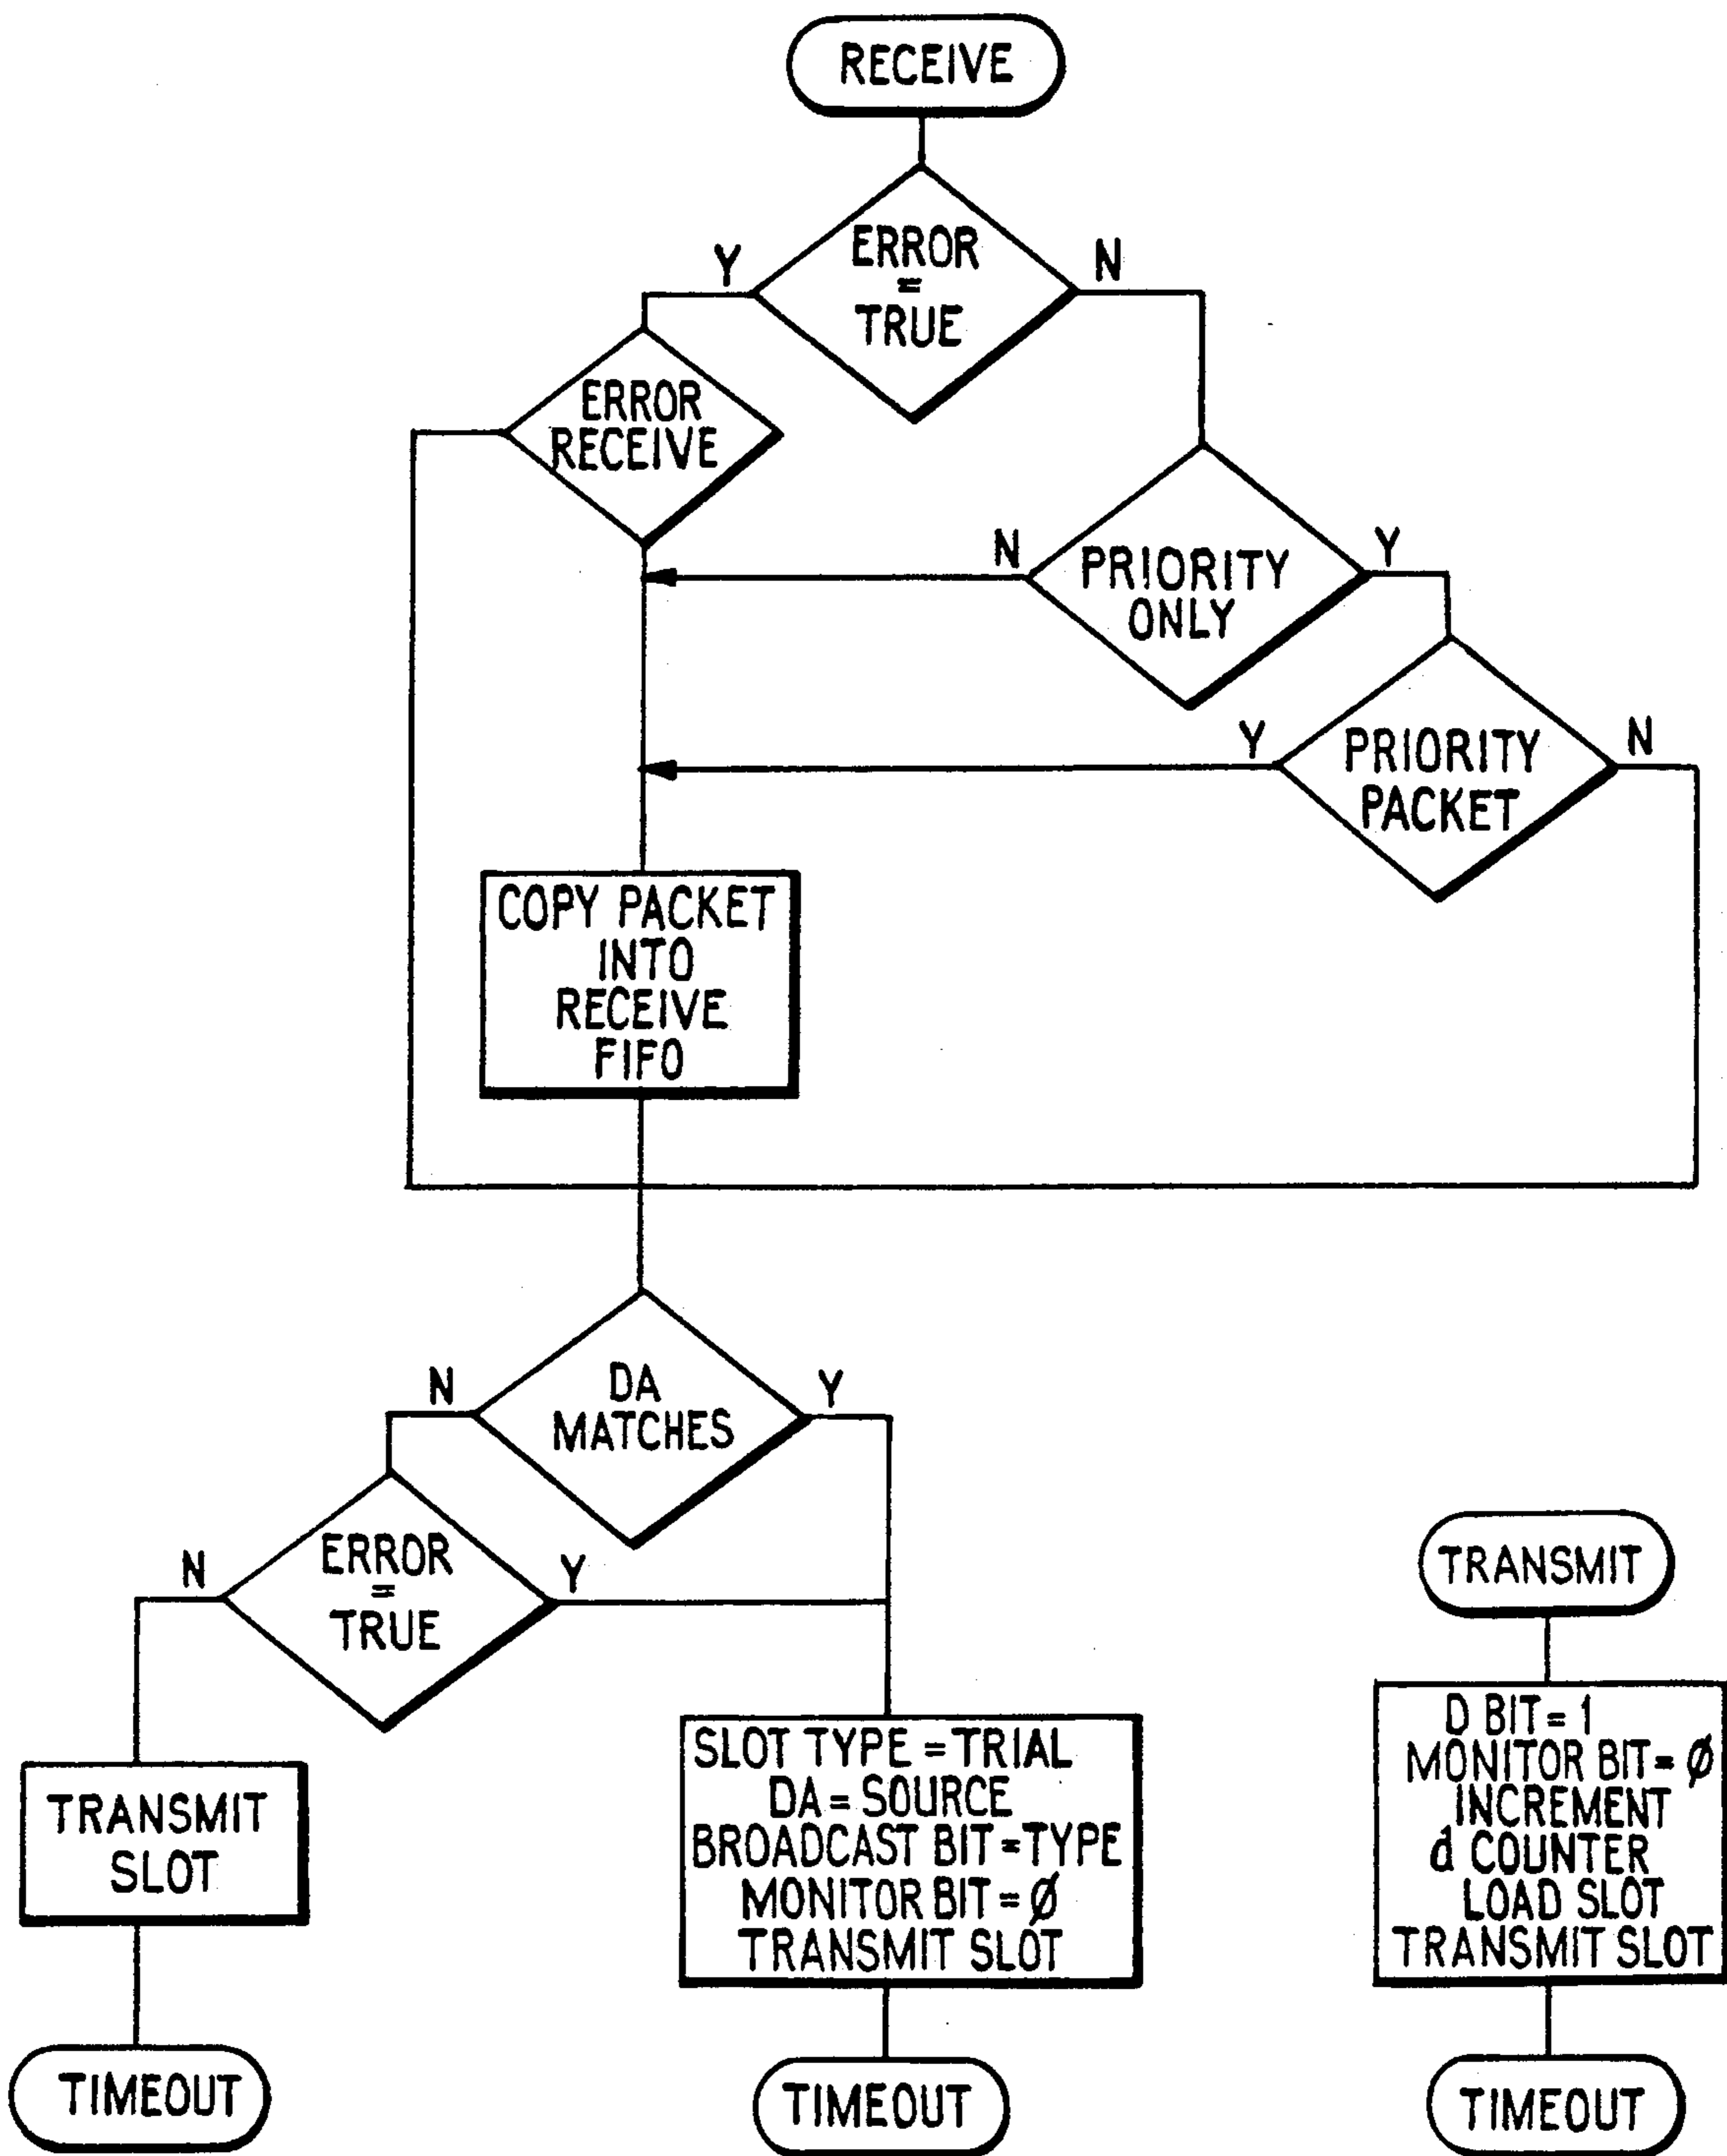 RECEIVE
ERROR
=
TRUE
Y
N
ERROR
RECEIVE
PRIORITY
ONLY
N
Y
PRIORITY
PACKET
Y
N
COPY PACKET
INTO
RECEIVE
FIFO
DA
MATCHES
N
Y
ERROR
=
TRUE
N
Y
TRANSMIT
SLOT
TIMEOUT
SLOT TYPE = TRIAL
DA = SOURCE
BROADCAST BIT = TYPE
MONITOR BIT = Ø
TRANSMIT SLOT
TIMEOUT
TRANSMIT
D BIT = 1
MONITOR BIT = Ø
INCREMENT
d COUNTER
LOAD SLOT
TRANSMIT SLOT
TIMEOUT